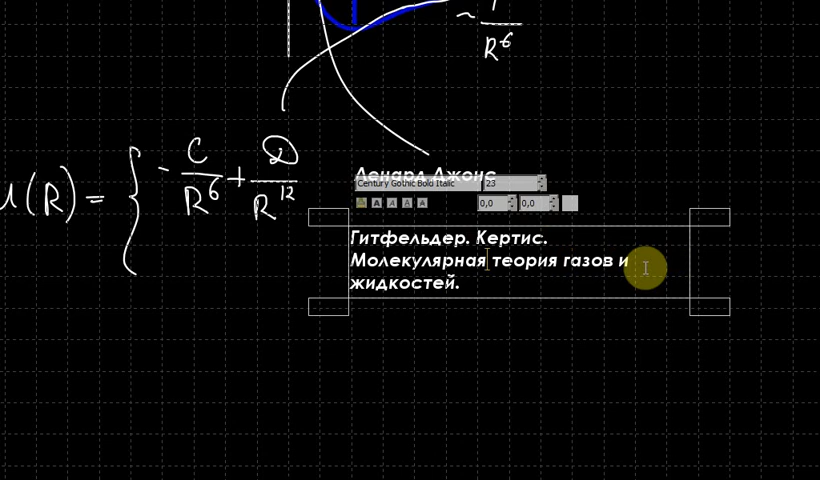 ~ 1/R⁶
U(R) = { - C/R⁶ + D/R¹²
Ленард Джонс
Century Gothic Bold Italic 23
A A A A A 0,0 0,0
Гитфельдер. Кертис.
Молекулярная теория газов и
жидкостей.